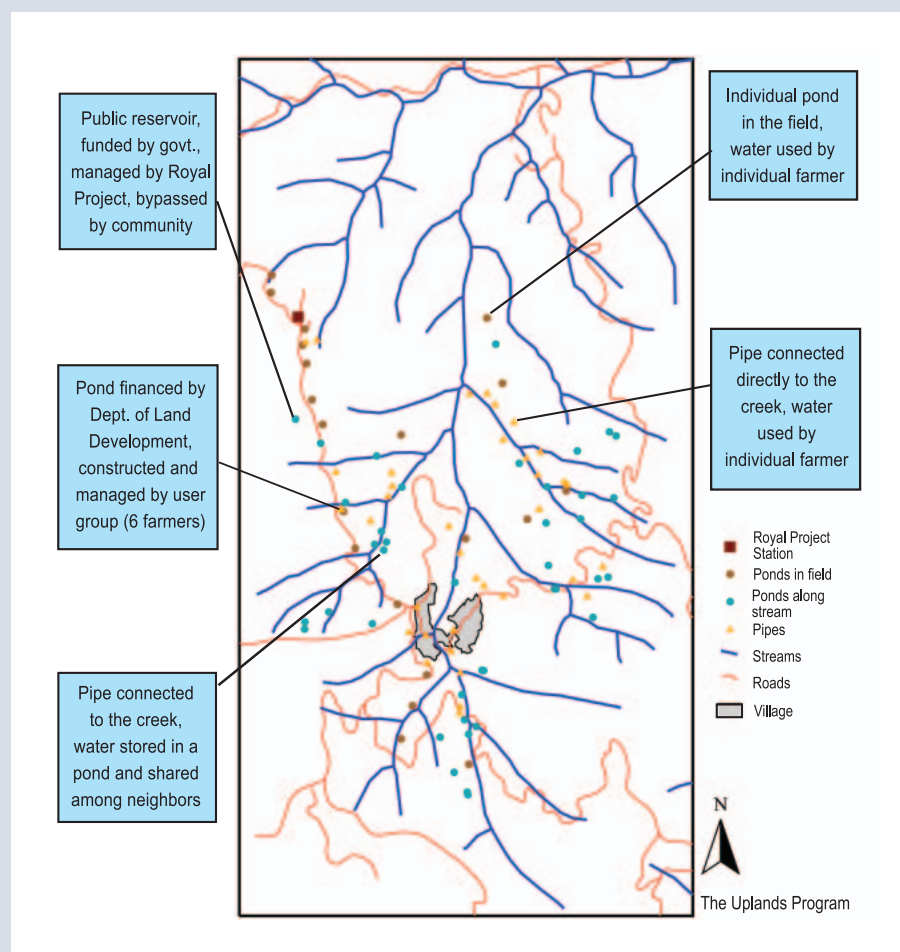 Public reservoir,
funded by govt.,
managed by Royal
Project, bypassed
by community
Pond financed by
Dept. of Land
Development,
constructed and
managed by user
group (6 farmers)
Pipe connected
to the creek,
water stored in a
pond and shared
among neighbors
Individual pond
in the field,
water used by
individual farmer
Pipe connected
directly to the
creek, water
used by
individual farmer
Royal Project
Station
Ponds in field
Ponds along
stream
Pipes
Streams
Roads
Village
N
The Uplands Program